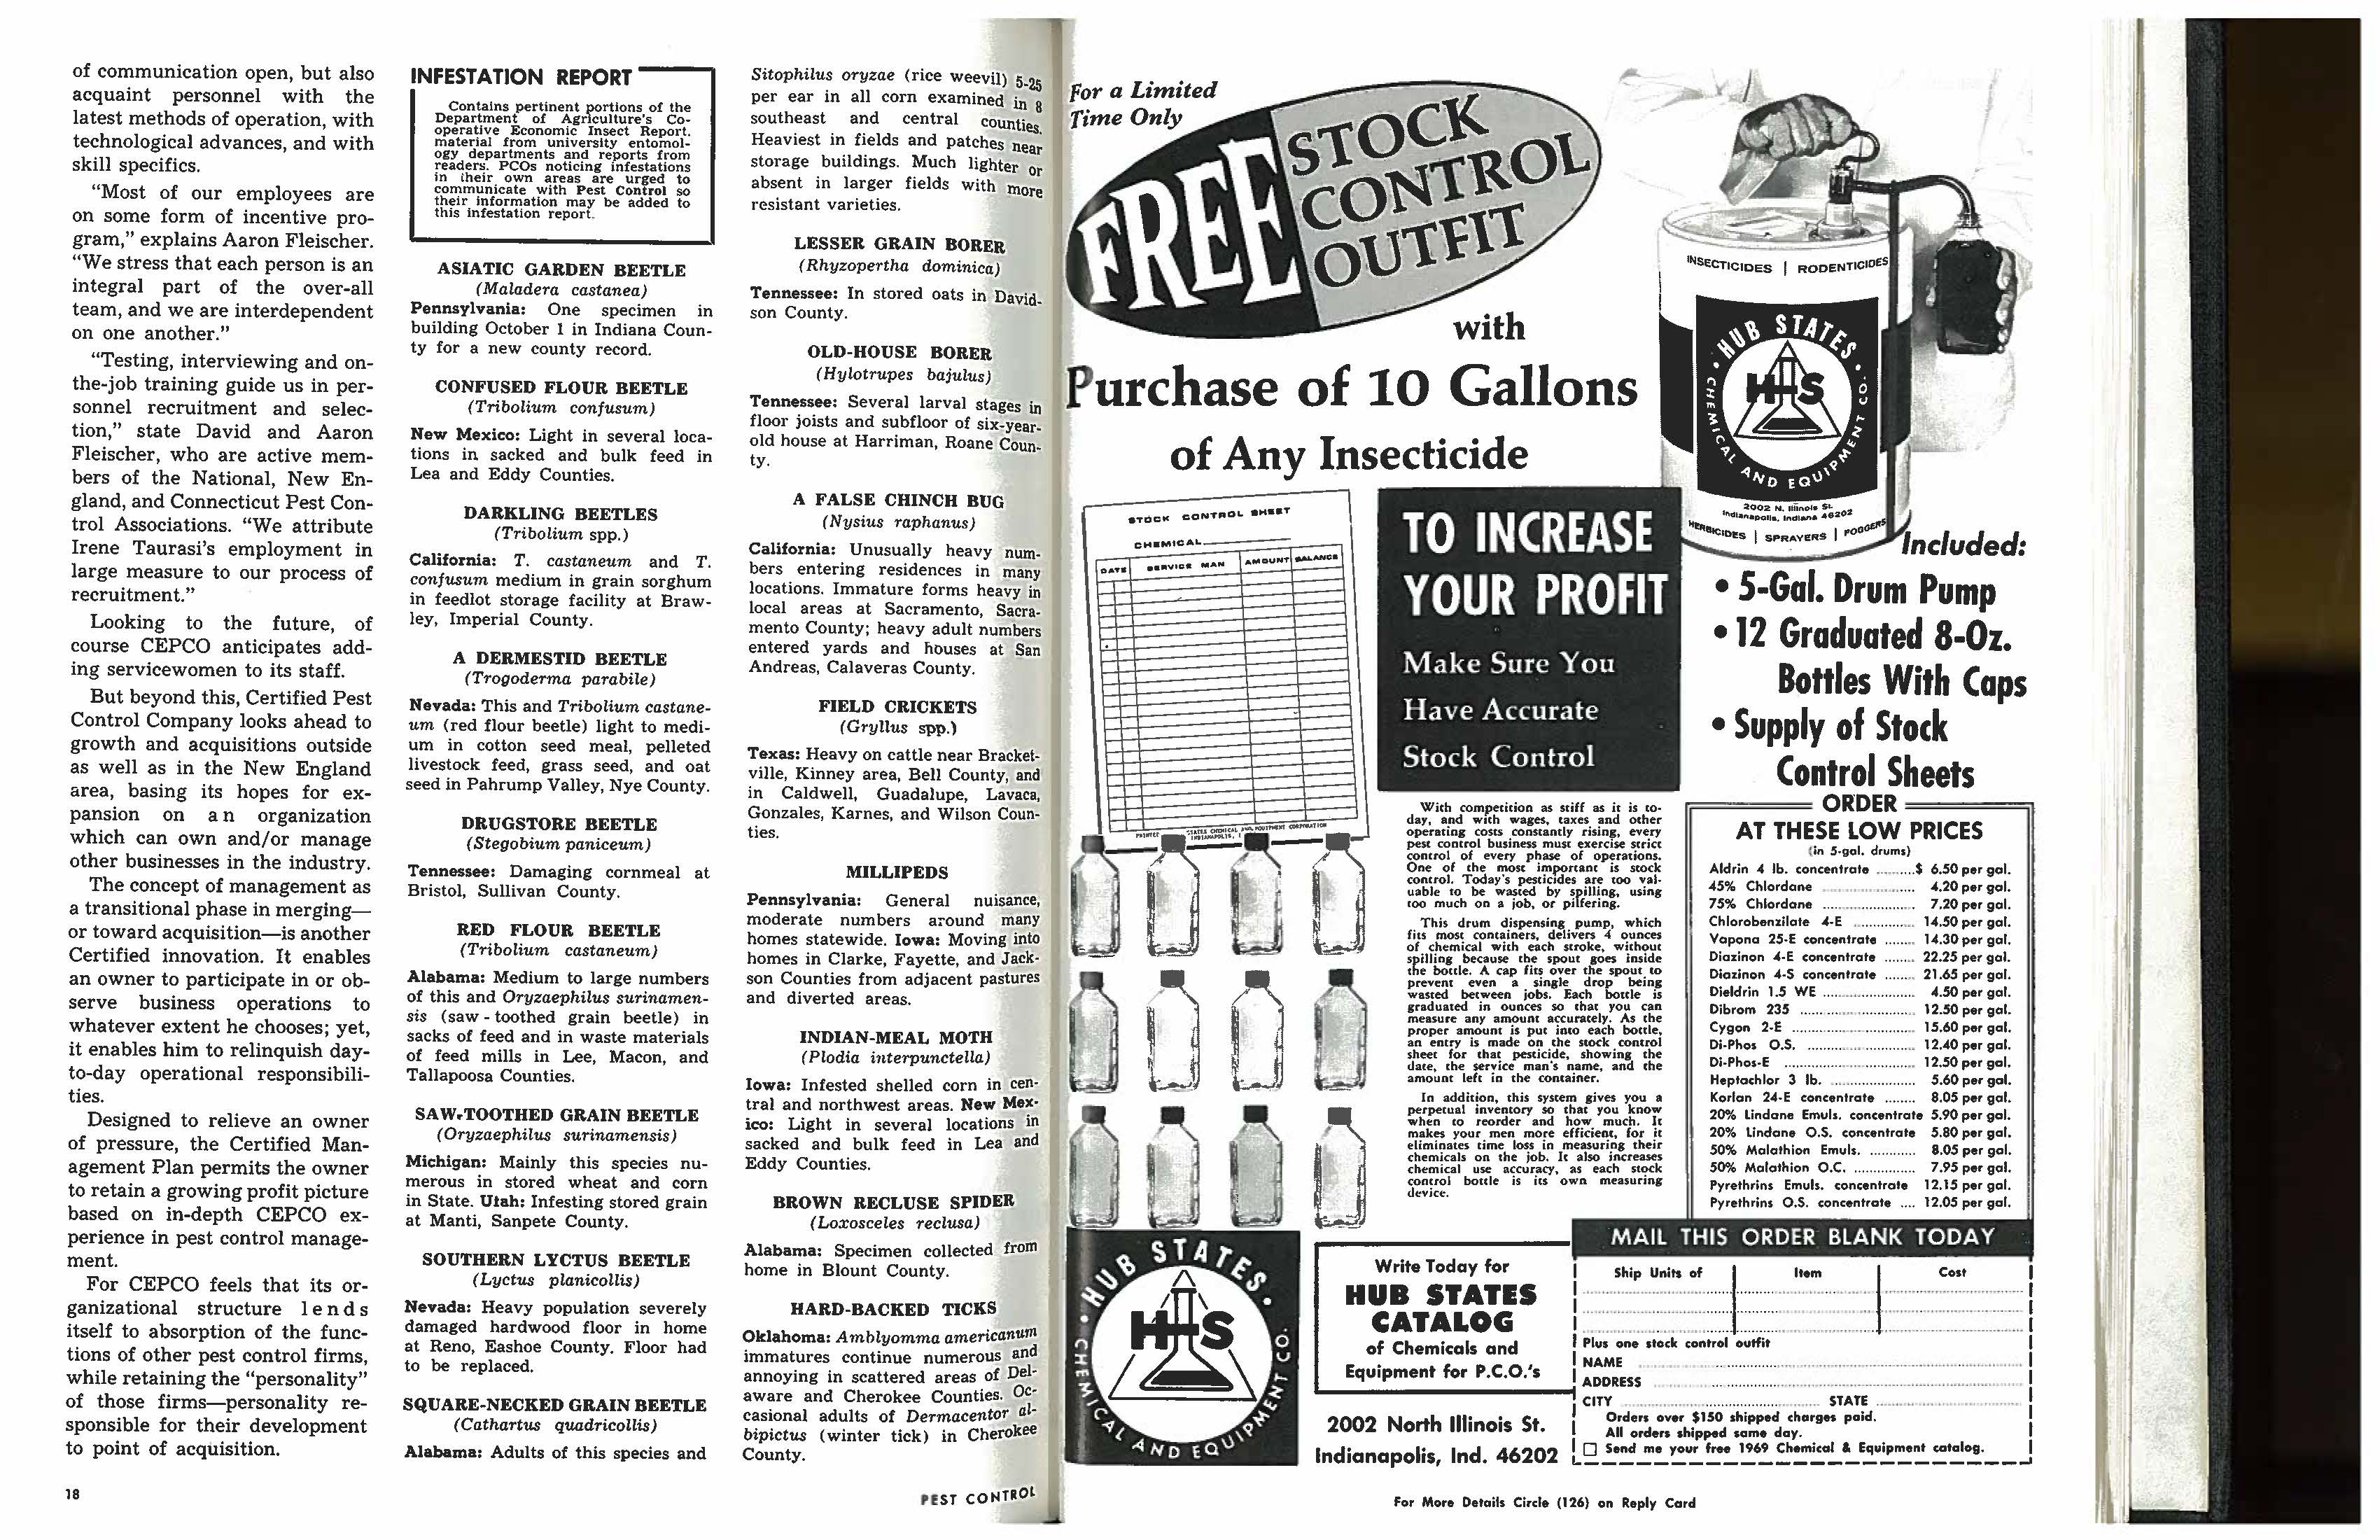 of communication open, but also
acquaint personnel with the
latest methods of operation, with
technological advances, and with
skill specifics.
“Most of our employees are
on some form of incentive pro-
gram,” explains Aaron Fleischer.
“We stress that each person is an
integral part of the over-all
team, and we are interdependent
on one another.”
“Testing, interviewing and on-
the-job training guide us in per-
sonnel recruitment and selec-
tion,” state David and Aaron
Fleischer, who are active mem-
bers of the National, New En-
gland, and Connecticut Pest Con-
trol Associations. “We attribute
Irene Taurasi’s employment in
large measure to our process of
recruitment.”
Looking to the future, of
course CEPCO anticipates add-
ing servicewomen to its staff.
But beyond this, Certified Pest
Control Company looks ahead to
growth and acquisitions outside
as well as in the New England
area, basing its hopes for ex-
pansion on an organization
which can own and/or manage
other businesses in the industry.
The concept of management as
a transitional phase in merging—
or toward acquisition—is another
Certified innovation. It enables
an owner to participate in or ob-
serve business operations to
whatever extent he chooses; yet,
it enables him to relinquish day-
to-day operational responsibili-
ties.
Designed to relieve an owner
of pressure, the Certified Man-
agement Plan permits the owner
to retain a growing profit picture
based on in-depth CEPCO ex-
perience in pest control manage-
ment.
For CEPCO feels that its or-
ganizational structure lends
itself to absorption of the func-
tions of other pest control firms,
while retaining the “personality”
of those firms—personality re-
sponsible for their development
to point of acquisition.
18
INFESTATION REPORT
Contains pertinent portions of the
Department of Agriculture's Co-
operative Economic Insect Report.
material from university entomol-
ogy departments and reports from
readers. PCOs noticing infestations
in their own areas are urged to
communicate with Pest Control so
their information may be added to
this infestation report.
ASIATIC GARDEN BEETLE
(Maladera castanea)
Pennsylvania: One specimen in
building October 1 in Indiana Coun-
ty for a new county record.
CONFUSED FLOUR BEETLE
(Tribolium confusum)
New Mexico: Light in several loca-
tions in sacked and bulk feed in
Lea and Eddy Counties.
DARKLING BEETLES
(Tribolium spp.)
California: T. castaneum and T.
confusum medium in grain sorghum
in feedlot storage facility at Braw-
ley, Imperial County.
A DERMESTID BEETLE
(Trogoderma parabile)
Nevada: This and Tribolium castane-
um (red flour beetle) light to medi-
um in cotton seed meal, pelleted
livestock feed, grass seed, and oat
seed in Pahrump Valley, Nye County.
DRUGSTORE BEETLE
(Stegobium paniceum)
Tennessee: Damaging cornmeal at
Bristol, Sullivan County.
RED FLOUR BEETLE
(Tribolium castaneum)
Alabama: Medium to large numbers
of this and Oryzaephilus surinamen-
sis (saw - toothed grain beetle) in
sacks of feed and in waste materials
of feed mills in Lee, Macon, and
Tallapoosa Counties.
SAW-TOOTHED GRAIN BEETLE
(Oryzaephilus surinamensis)
Michigan: Mainly this species nu-
merous in stored wheat and corn
in State. Utah: Infesting stored grain
at Manti, Sanpete County.
SOUTHERN LYCTUS BEETLE
(Lyctus planicollis)
Nevada: Heavy population severely
damaged hardwood floor in home
at Reno, Eashoe County. Floor had
to be replaced.
SQUARE-NECKED GRAIN BEETLE
(Cathartus quadricollis)
Alabama: Adults of this species and
Sitophilus oryzae (rice weevil) 5-25
per ear in all corn examined in 8
southeast and central counties.
Heaviest in fields and patches near
storage buildings. Much lighter or
absent in larger fields with more
resistant varieties.
LESSER GRAIN BORER
(Rhyzopertha dominica)
Tennessee: In stored oats in David-
son County.
OLD-HOUSE BORER
(Hylotrupes bajulus)
Tennessee: Several larval stages in
floor joists and subfloor of six-year-
old house at Harriman, Roane Coun-
ty.
A FALSE CHINCH BUG
(Nysius raphanus)
California: Unusually heavy num-
bers entering residences in many
locations. Immature forms heavy in
local areas at Sacramento, Sacra-
mento County; heavy adult numbers
entered yards and houses at San
Andreas, Calaveras County.
FIELD CRICKETS
(Gryllus spp.)
Texas: Heavy on cattle near Bracket-
ville, Kinney area, Bell County, and
in Caldwell, Guadalupe, Lavaca,
Gonzales, Karnes, and Wilson Coun-
ties.
MILLIPEDS
Pennsylvania: General nuisance,
moderate numbers around many
homes statewide. Iowa: Moving into
homes in Clarke, Fayette, and Jack-
son Counties from adjacent pastures
and diverted areas.
INDIAN-MEAL MOTH
(Plodia interpunctella)
Iowa: Infested shelled corn in cen-
tral and northwest areas. New Mex-
ico: Light in several locations in
sacked and bulk feed in Lea and
Eddy Counties.
BROWN RECLUSE SPIDER
(Loxosceles reclusa)
Alabama: Specimen collected from
home in Blount County.
HARD-BACKED TICKS
Oklahoma: Amblyomma americanum
immatures continue numerous and
annoying in scattered areas of Del-
aware and Cherokee Counties. Oc-
casional adults of Dermacentor al-
bipictus (winter tick) in Cherokee
County.
PEST CONTROL
For a Limited
Time Only
FREE
STOCK
CONTROL
OUTFIT
with
Purchase of 10 Gallons
of Any Insecticide
INSECTICIDES | RODENTICIDES
HUB STATES
HS
CHEMICAL AND EQUIPMENT CO.
2002 N. Illinois St.
Indianapolis, Indiana 46202
HERBICIDES | SPRAYERS | FOGGERS
STOCK CONTROL SHEET
CHEMICAL
DATE SERVICE MAN AMOUNT BALANCE
STATES CHEMICAL AND EQUIPMENT CORPORATION
TO INCREASE
YOUR PROFIT
Make Sure You
Have Accurate
Stock Control
Included:
• 5-Gal. Drum Pump
• 12 Graduated 8-Oz.
Bottles With Caps
• Supply of Stock
Control Sheets
With competition as stiff as it is to-
day, and with wages, taxes and other
operating costs constantly rising, every
pest control business must exercise strict
control of every phase of operations.
One of the most important is stock
control. Today's pesticides are too val-
uable to be wasted by spilling, using
too much on a job, or pilfering.
This drum dispensing pump, which
fits most containers, delivers 4 ounces
of chemical with each stroke, without
spilling because the spout goes inside
the bottle. A cap fits over the spout to
prevent even a single drop being
wasted between jobs. Each bottle is
graduated in ounces so that you can
measure any amount accurately. As the
proper amount is put into each bottle,
an entry is made on the stock control
sheet for that pesticide, showing the
date, the service man's name, and the
amount left in the container.
In addition, this system gives you a
perpetual inventory so that you know
when to reorder and how much. It
makes your men more efficient, for it
eliminates time loss in measuring their
chemicals on the job. It also increases
chemical use accuracy, as each stock
control bottle is its own measuring
device.
ORDER
AT THESE LOW PRICES
(in 5-gal. drums)
Aldrin 4 lb. concentrate .........$ 6.50 per gal.
45% Chlordane ...................... 4.20 per gal.
75% Chlordane ...................... 7.20 per gal.
Chlorobenzilate 4-E ............... 14.50 per gal.
Vapona 25-E concentrate ........ 14.30 per gal.
Diazinon 4-E concentrate ........ 22.25 per gal.
Diazinon 4-S concentrate ........ 21.65 per gal.
Dieldrin 1.5 WE ...................... 4.50 per gal.
Dibrom 235 ........................... 12.50 per gal.
Cygon 2-E ............................. 15.60 per gal.
Di-Phos O.S. .......................... 12.40 per gal.
Di-Phos-E .............................. 12.50 per gal.
Heptachlor 3 lb. .................... 5.60 per gal.
Korlan 24-E concentrate ........ 8.05 per gal.
20% Lindane Emuls. concentrate 5.90 per gal.
20% Lindane O.S. concentrate 5.80 per gal.
50% Malathion Emuls. ........... 8.05 per gal.
50% Malathion O.C. ............... 7.95 per gal.
Pyrethrins Emuls. concentrate 12.15 per gal.
Pyrethrins O.S. concentrate .... 12.05 per gal.
HUB STATES
HS
CHEMICAL AND EQUIPMENT CO.
Write Today for
HUB STATES
CATALOG
of Chemicals and
Equipment for P.C.O.'s
2002 North Illinois St.
Indianapolis, Ind. 46202
MAIL THIS ORDER BLANK TODAY
Ship Units of Item Cost
Plus one stock control outfit
NAME
ADDRESS
CITY STATE
Orders over $150 shipped charges paid.
All orders shipped same day.
☐ Send me your free 1969 Chemical & Equipment catalog.
For More Details Circle (126) on Reply Card